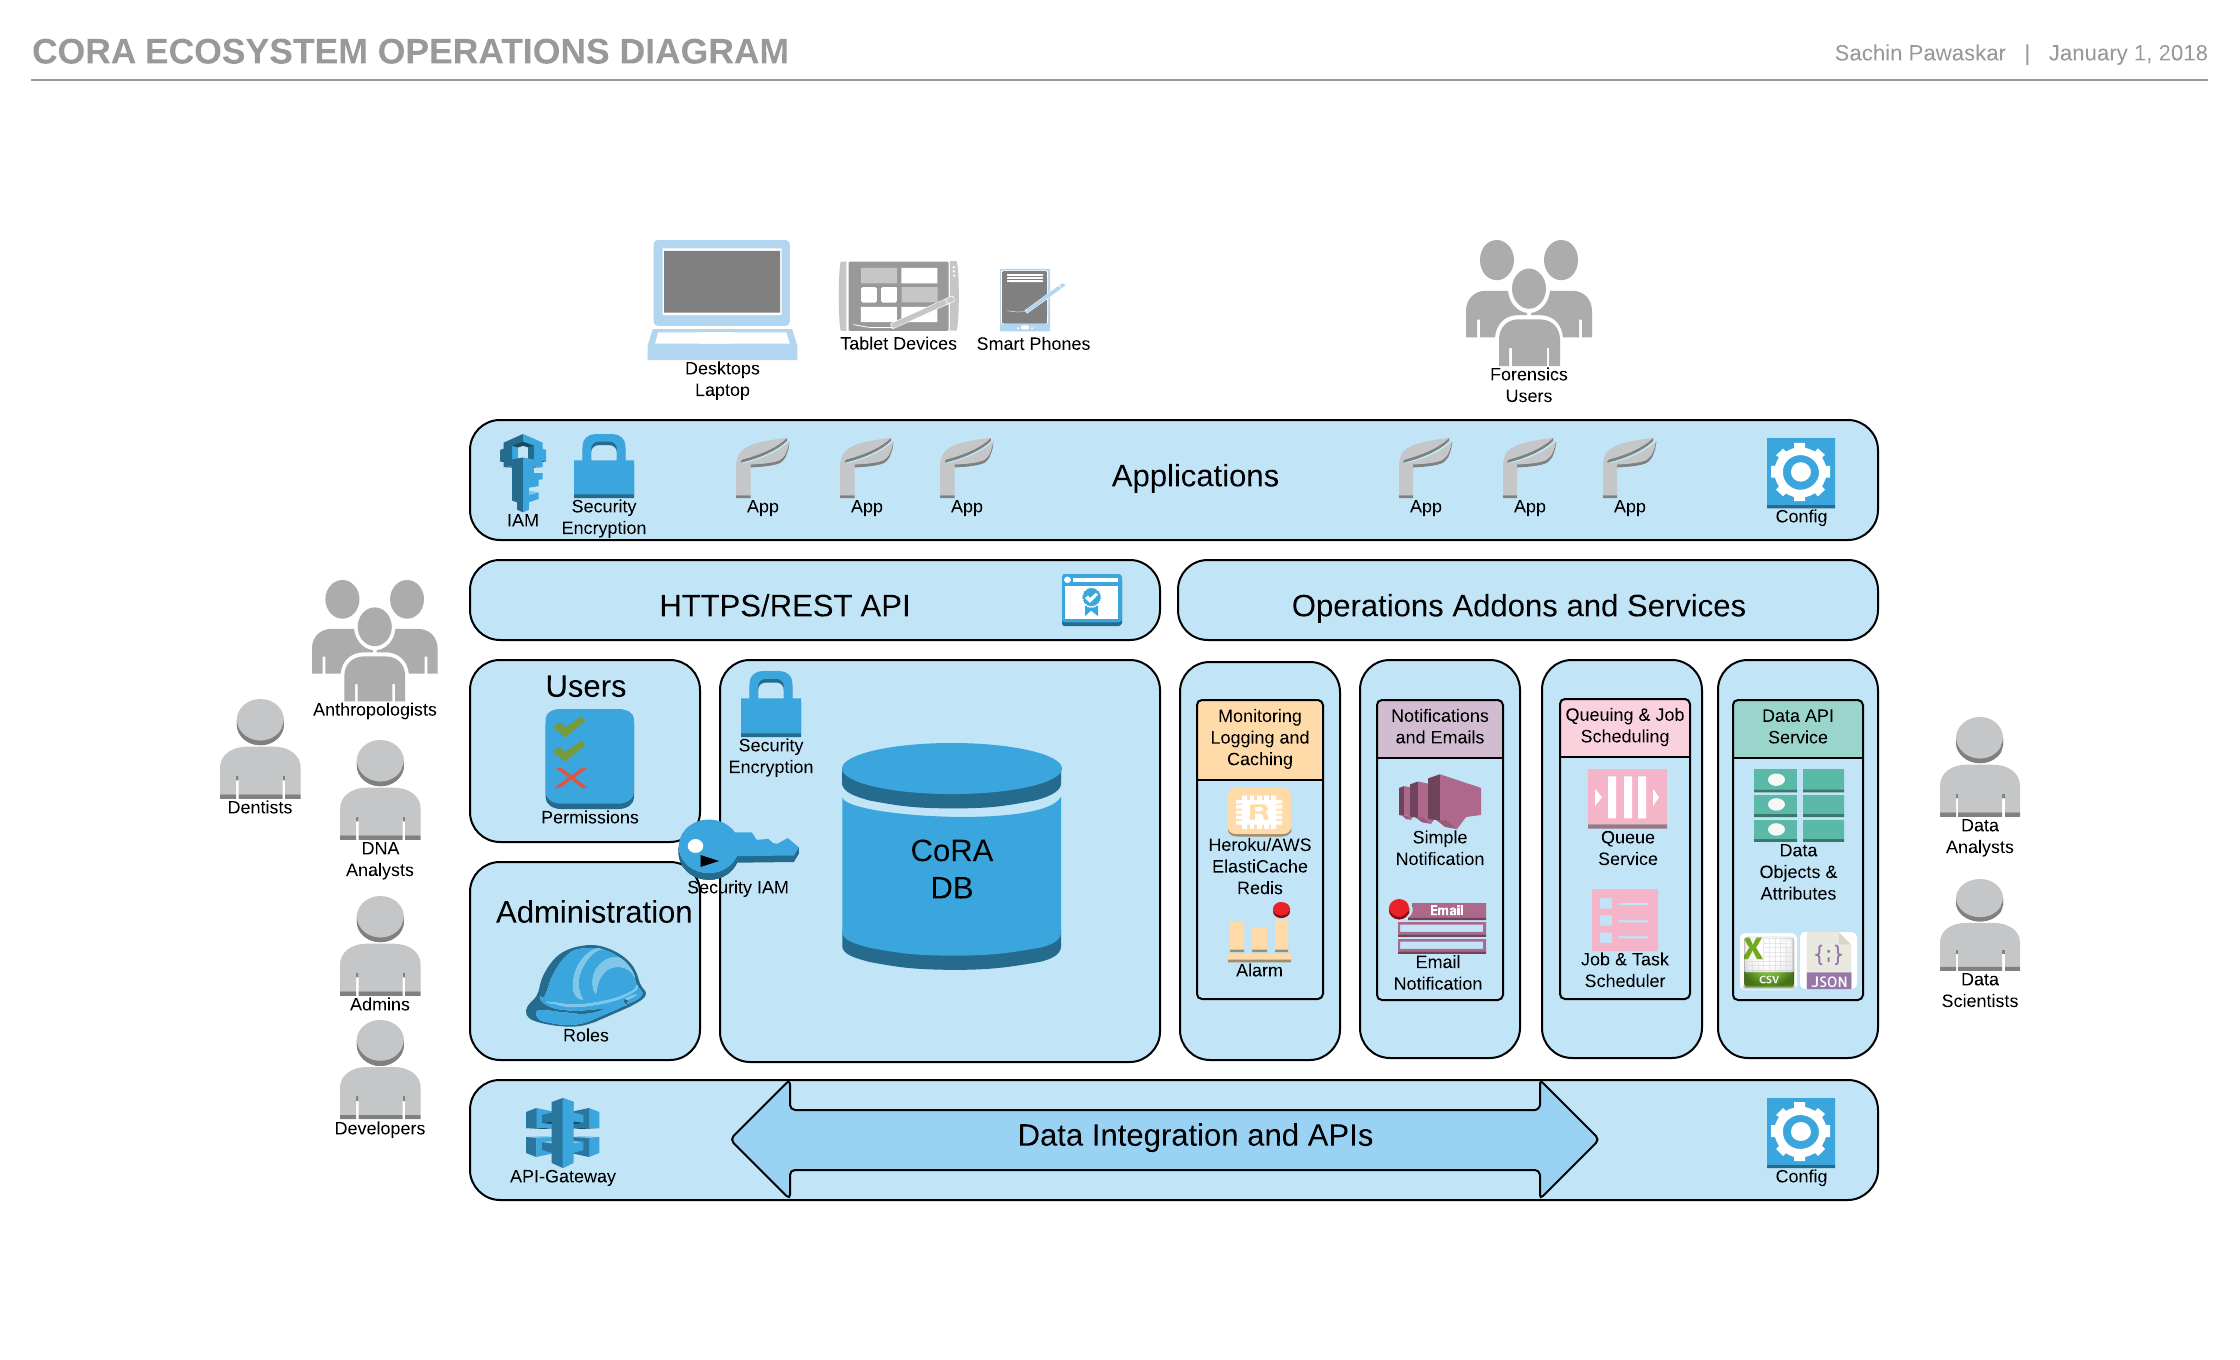 CORA ECOSYSTEM OPERATIONS DIAGRAM
Sachin Pawaskar | January 1, 2018
Desktops
Laptop
Tablet Devices
Smart Phones
Forensics
Users
IAM
Security
Encryption
App
App
App
Applications
App
App
App
Config
HTTPS/REST API
Operations Addons and Services
Anthropologists
Dentists
DNA
Analysts
Admins
Developers
Users
Permissions
Administration
Roles
Security
Encryption
Security IAM
CoRA
DB
Monitoring
Logging and
Caching
R
Heroku/AWS
ElastiCache
Redis
Alarm
Notifications
and Emails
Simple
Notification
Email
Email
Notification
Queuing & Job
Scheduling
Queue
Service
Job & Task
Scheduler
Data API
Service
Data
Objects &
Attributes
X
CSV
{;}
JSON
Data
Analysts
Data
Scientists
API-Gateway
Data Integration and APIs
Config